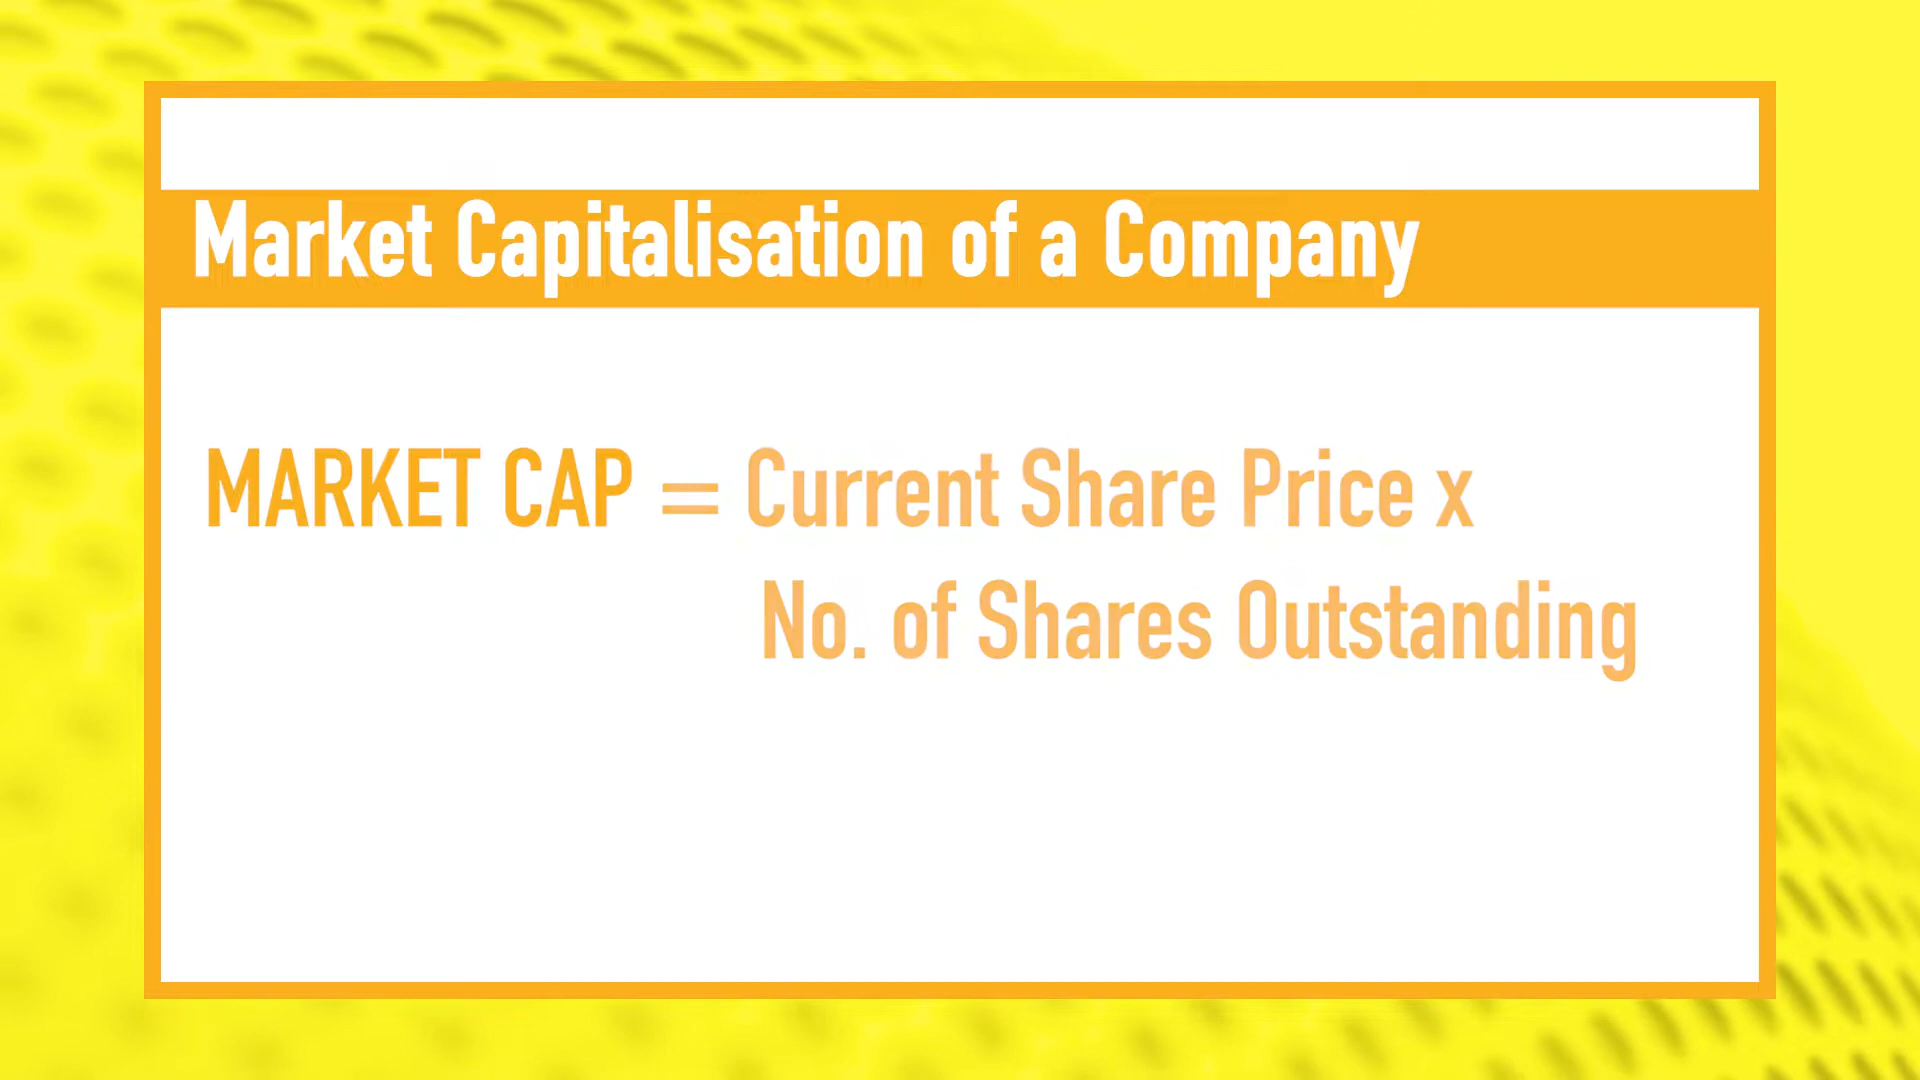 Market Capitalisation of a Company
MARKET CAP = Current Share Price x
No. of Shares Outstanding